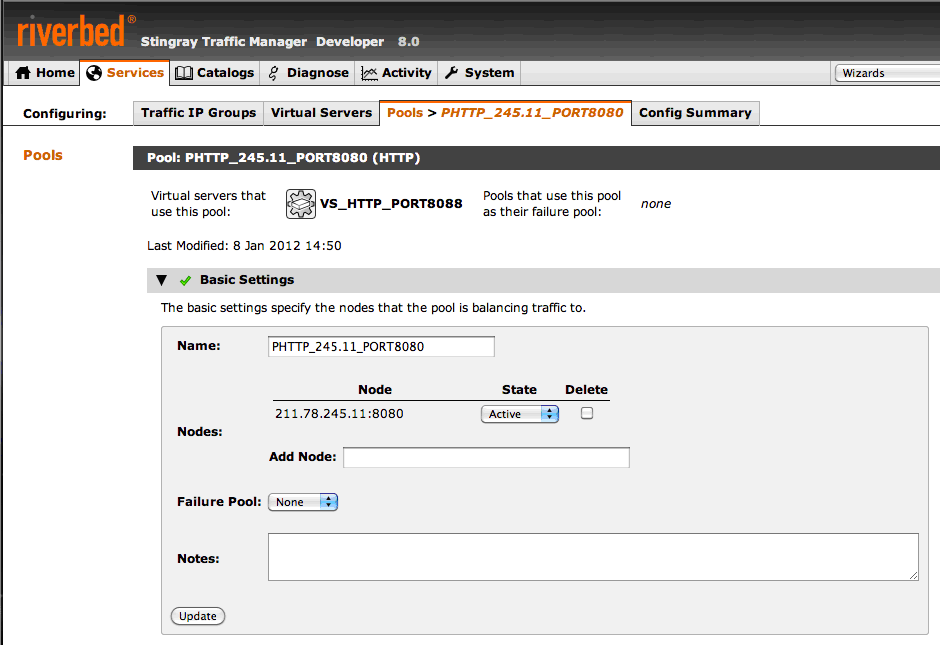 riverbed®
Stingray Traffic Manager Developer 8.0
Home Services Catalogs Diagnose Activity System Wizards
Configuring: Traffic IP Groups Virtual Servers Pools > PHTTP_245.11_PORT8080 Config Summary
Pools
Pool: PHTTP_245.11_PORT8080 (HTTP)
Virtual servers that
use this pool:
VS_HTTP_PORT8088
Pools that use this pool
as their failure pool:
none
Last Modified: 8 Jan 2012 14:50
Basic Settings
The basic settings specify the nodes that the pool is balancing traffic to.
Name: PHTTP_245.11_PORT8080
Node State Delete
211.78.245.11:8080 Active
Nodes:
Add Node:
Failure Pool: None
Notes:
Update